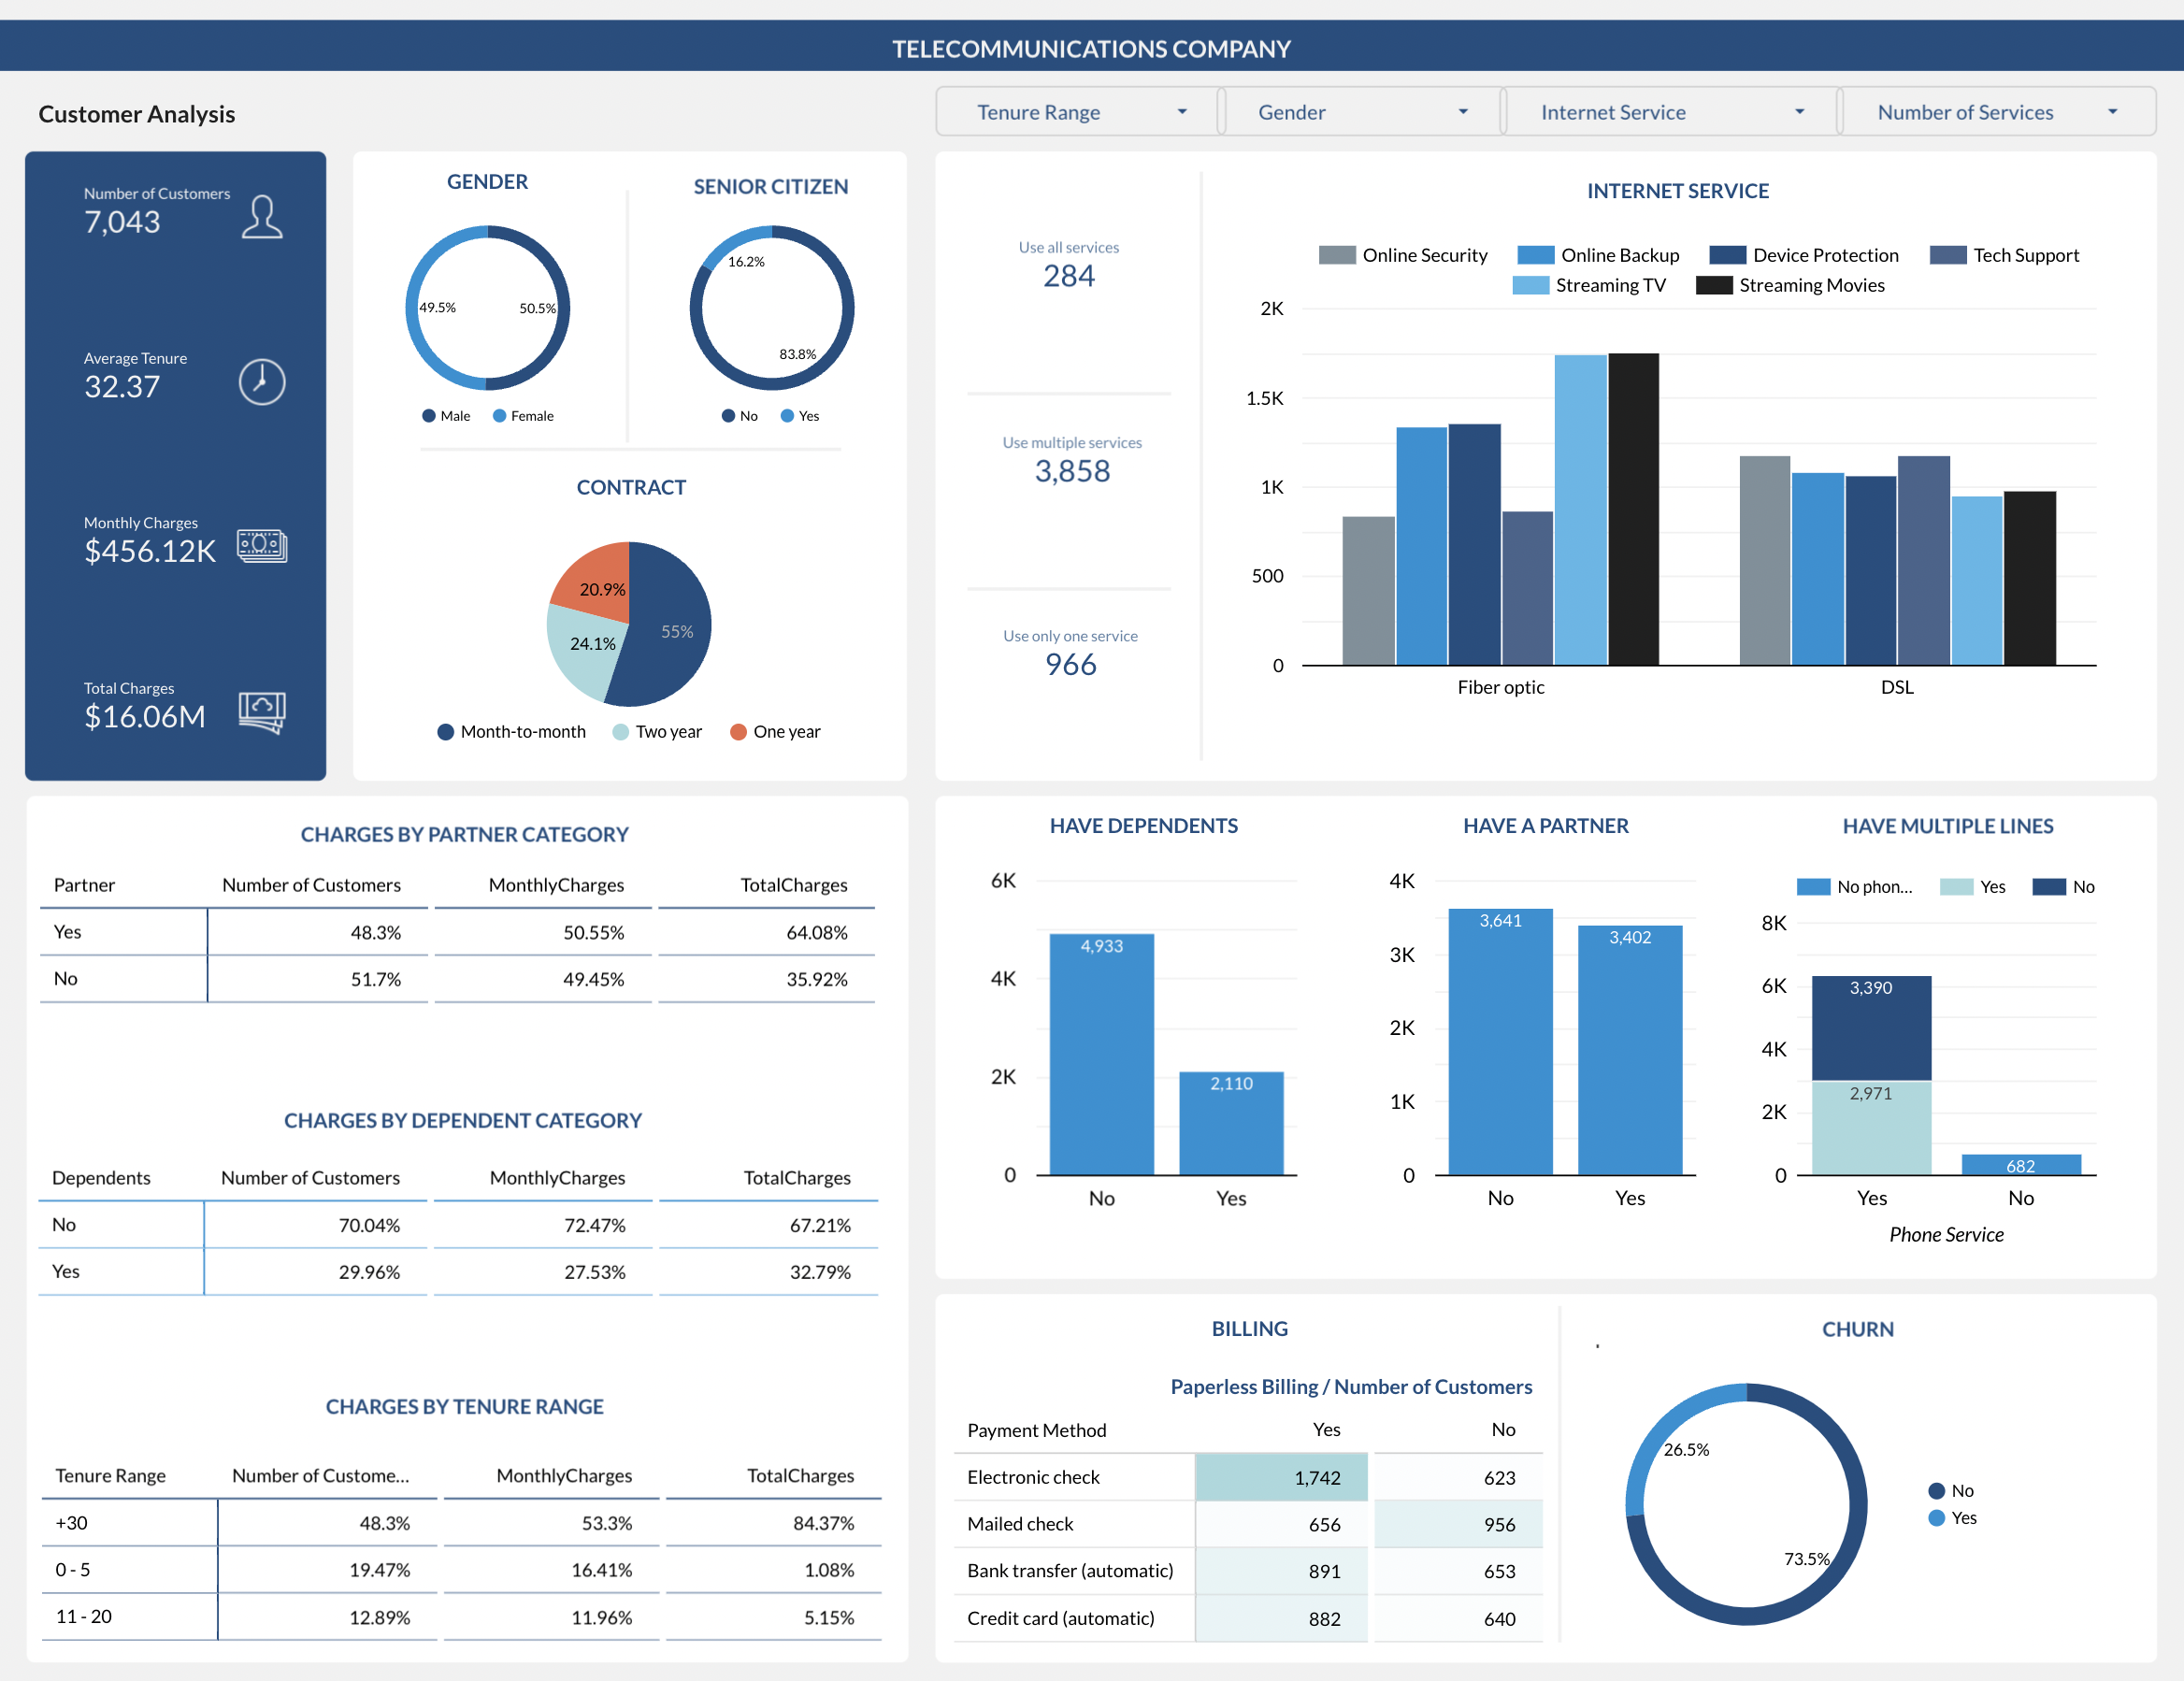 TELECOMMUNICATIONS COMPANY
Customer Analysis
Tenure Range
Gender
Internet Service
Number of Services
Number of Customers
7,043
Average Tenure
32.37
Monthly Charges
$456.12K
Total Charges
$16.06M
GENDER
49.5%
50.5%
Male Female
SENIOR CITIZEN
16.2%
83.8%
No Yes
CONTRACT
20.9%
55%
24.1%
Month-to-month Two year One year
Use all services
284
Use multiple services
3,858
Use only one service
966
INTERNET SERVICE
Online Security Online Backup Device Protection Tech Support
Streaming TV Streaming Movies
2K
1.5K
1K
500
0
Fiber optic DSL
CHARGES BY PARTNER CATEGORY
Partner Number of Customers MonthlyCharges TotalCharges
Yes 48.3% 50.55% 64.08%
No 51.7% 49.45% 35.92%
CHARGES BY DEPENDENT CATEGORY
Dependents Number of Customers MonthlyCharges TotalCharges
No 70.04% 72.47% 67.21%
Yes 29.96% 27.53% 32.79%
CHARGES BY TENURE RANGE
Tenure Range Number of Custome... MonthlyCharges TotalCharges
+30 48.3% 53.3% 84.37%
0 - 5 19.47% 16.41% 1.08%
11 - 20 12.89% 11.96% 5.15%
HAVE DEPENDENTS
6K
4K
2K
0
4,933
2,110
No Yes
HAVE A PARTNER
4K
3K
2K
1K
0
3,641
3,402
No Yes
HAVE MULTIPLE LINES
No phon... Yes No
8K
6K
4K
2K
0
3,390
2,971
682
Yes No
Phone Service
BILLING
Paperless Billing / Number of Customers
Payment Method Yes No
Electronic check 1,742 623
Mailed check 656 956
Bank transfer (automatic) 891 653
Credit card (automatic) 882 640
CHURN
26.5%
73.5%
No
Yes